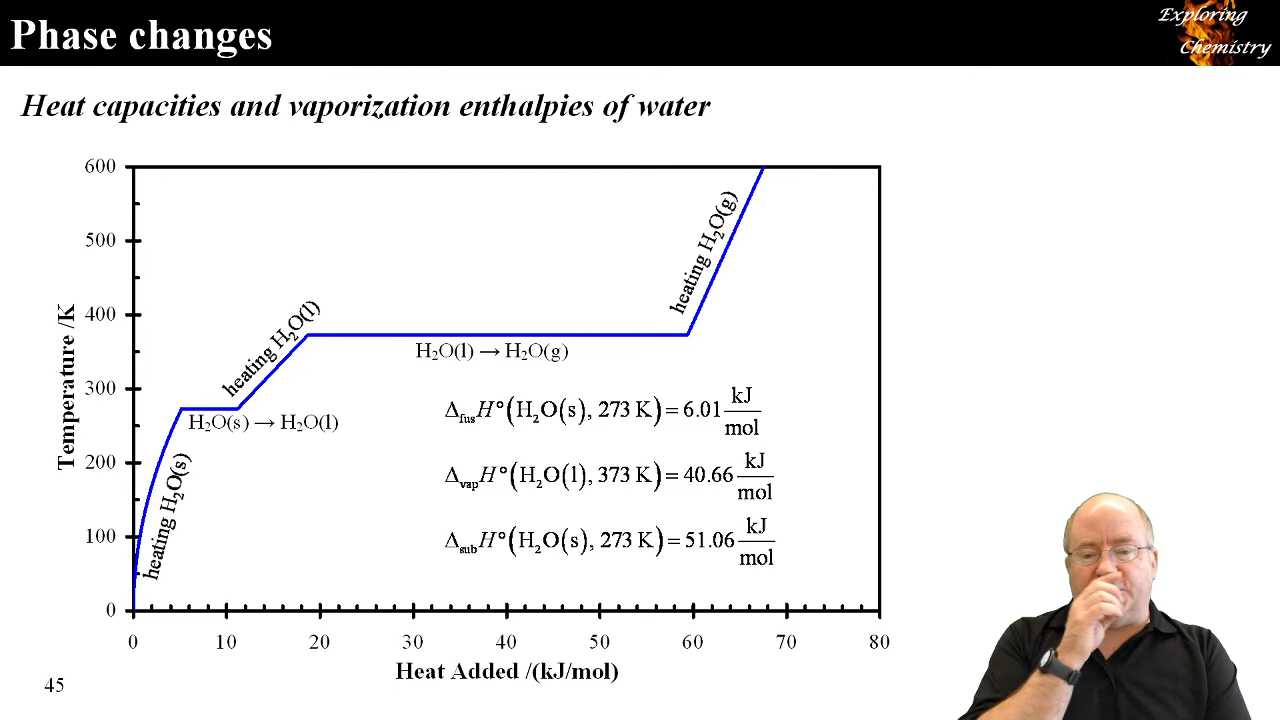 Phase changes
Exploring
Chemistry
Heat capacities and vaporization enthalpies of water
600
500
400
300
200
100
0
Temperature /K
heating H₂O(s)
H₂O(s) → H₂O(l)
heating H₂O(l)
H₂O(l) → H₂O(g)
heating H₂O(g)
Δfus H°(H₂O(s), 273 K) = 6.01 kJ/mol
Δvap H°(H₂O(l), 373 K) = 40.66 kJ/mol
Δsub H°(H₂O(s), 273 K) = 51.06 kJ/mol
0 10 20 30 40 50 60 70 80
Heat Added /(kJ/mol)
45